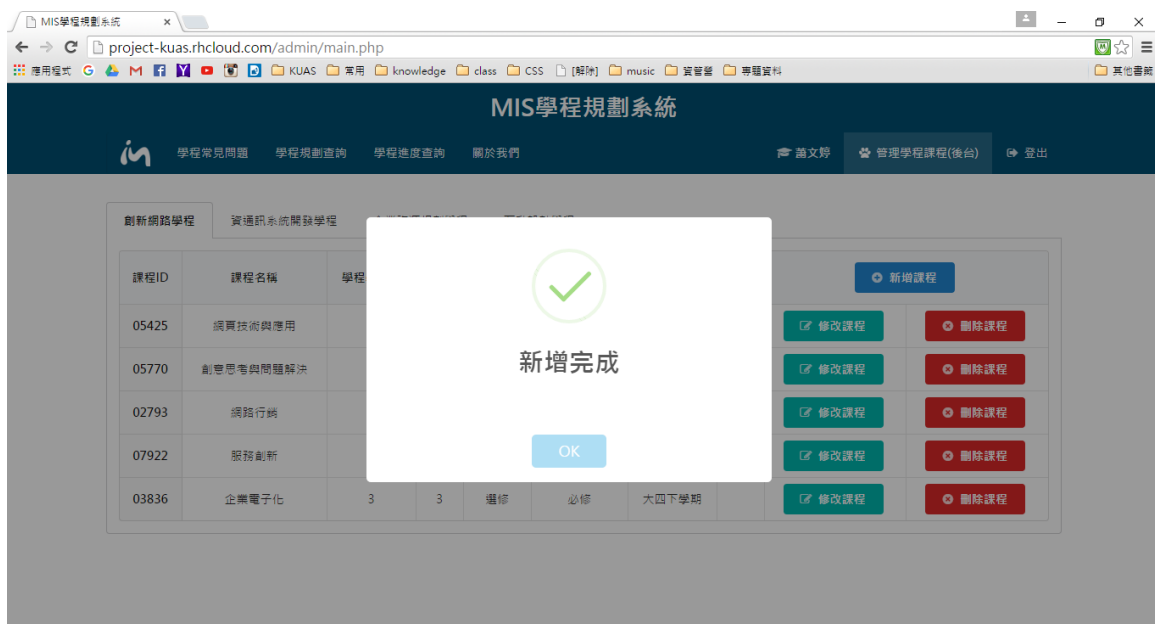 MIS學程規劃系統
project-kuas.rhcloud.com/admin/main.php
應用程式 KUAS 常用 knowledge class CSS [解除] music 資管營 專題資料 其他書籤
MIS學程規劃系統
學程常見問題 學程規劃查詢 學程進度查詢 關於我們 蕭文婷 管理學程課程(後台) 登出
創新網路學程 資通訊系統開發學程
課程ID 課程名稱 學程 新增課程
05425 網頁技術與應用 修改課程 刪除課程
05770 創意思考與問題解決 修改課程 刪除課程
02793 網路行銷 修改課程 刪除課程
07922 服務創新 修改課程 刪除課程
03836 企業電子化 3 3 選修 必修 大四下學期 修改課程 刪除課程
新增完成
OK